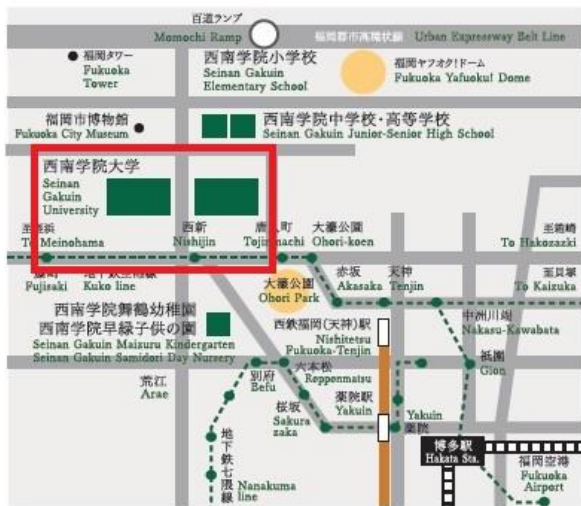 百道ランプ
Momochi Ramp
福岡都市高環状線 Urban Expressway Belt Line
福岡タワー
Fukuoka
Tower
西南学院小学校
Seinan Gakuin
Elementary School
福岡ヤフオク!ドーム
Fukuoka Yafuoku! Dome
福岡市博物館
Fukuoka City Museum
西南学院中学校・高等学校
Seinan Gakuin Junior-Senior High School
西南学院大学
Seinan
Gakuin
University
至姪浜
To Meinohama
西新
Nishijin
唐人町
Tojinmachi
大濠公園
Ohori-koen
至箱崎
To Hakozaki
藤崎
Fujisaki
地下鉄空港線
Kuko line
大濠公園
Ohori Park
赤坂
Akasaka
天神
Tenjin
至貝塚
To Kaizuka
西南学院舞鶴幼稚園
西南学院早緑子供の園
Seinan Gakuin Maizuru Kindergarten
Seinan Gakuin Samidori Day Nursery
西鉄福岡(天神)駅
Nishitetsu
Fukuoka-Tenjin
中洲川端
Nakasu-Kawabata
祇園
Gion
荒江
Arae
別府
Befu
六本松
Ropponmatsu
桜坂
Sakura
zaka
薬院駅
Yakuin
Yakuin
薬院
博多駅
Hakata Sta.
地下鉄七隈線
Nanakuma
line
福岡空港
Fukuoka
Airport